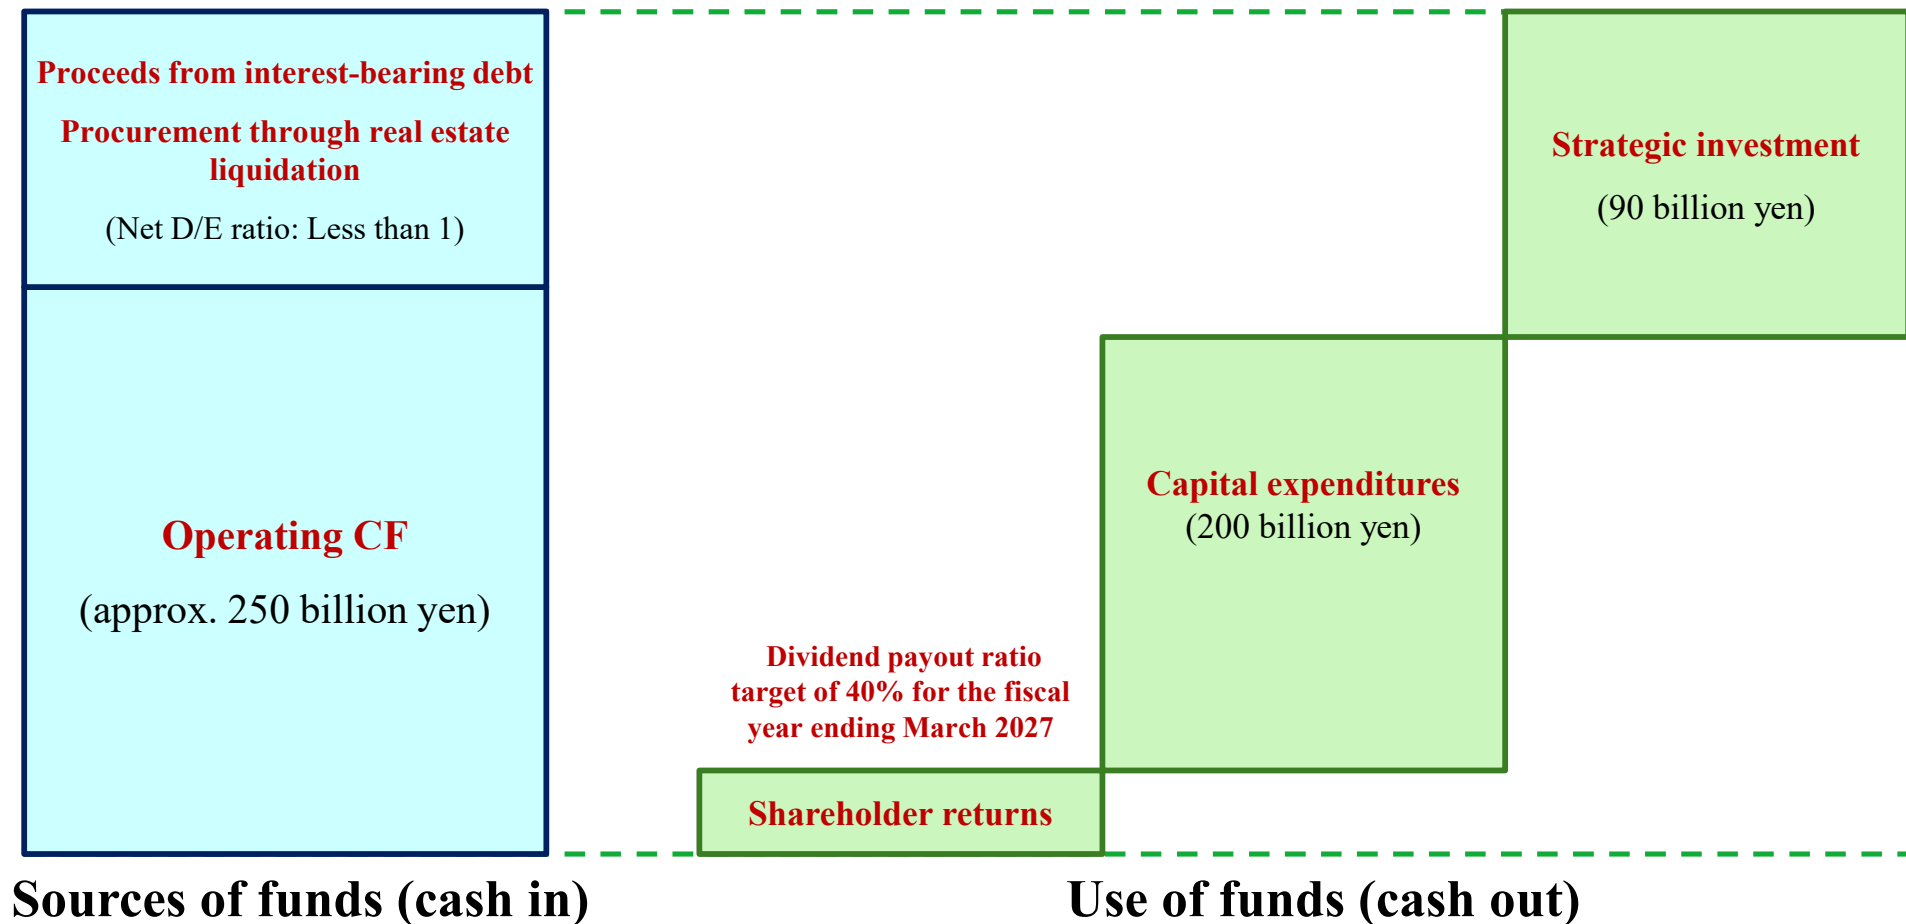 Proceeds from interest-bearing debt
Procurement through real estate
liquidation
(Net D/E ratio: Less than 1)
Operating CF
(approx. 250 billion yen)
Sources of funds (cash in)
Dividend payout ratio
target of 40% for the fiscal
year ending March 2027
Shareholder returns
Capital expenditures
(200 billion yen)
Strategic investment
(90 billion yen)
Use of funds (cash out)